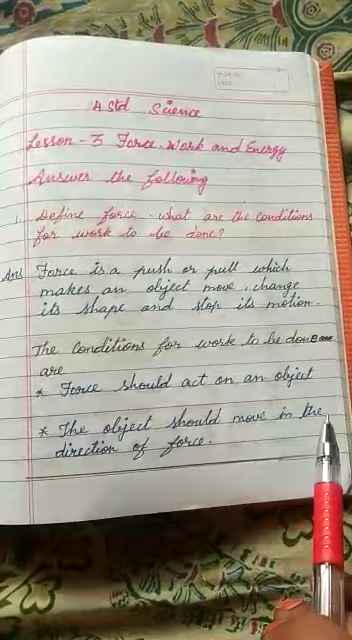 4 Std Science
Lesson - 3 Force, Work and Energy
Answer the following
1. Define force. what are the conditions
for work to be done?
Ans Force is a push or pull which
makes an object move, change
its shape and stop its motion.
The conditions for work to be done
are
* Force should act on an object
* The object should move in the
direction of force.